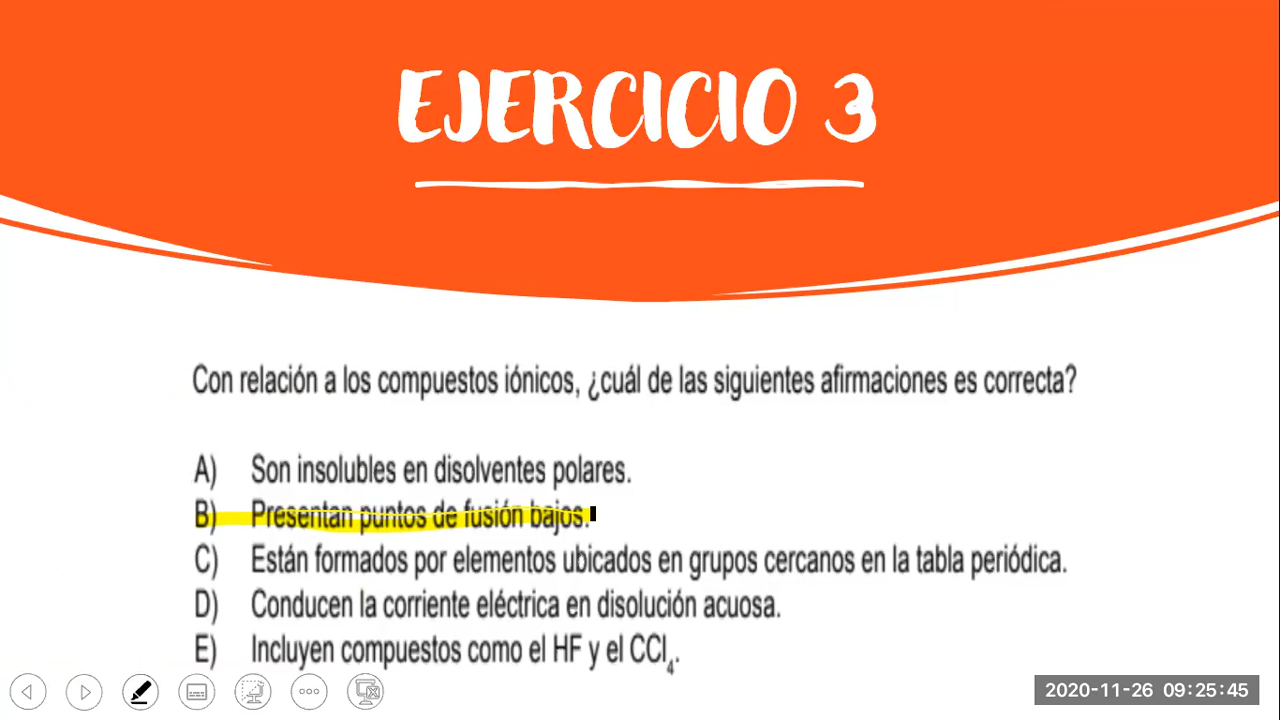 EJERCICIO 3
Con relación a los compuestos iónicos, ¿cuál de las siguientes afirmaciones es correcta?
A) Son insolubles en disolventes polares.
B) Presentan puntos de fusión bajos.
C) Están formados por elementos ubicados en grupos cercanos en la tabla periódica.
D) Conducen la corriente eléctrica en disolución acuosa.
E) Incluyen compuestos como el HF y el CCl4.
2020-11-26 09:25:45